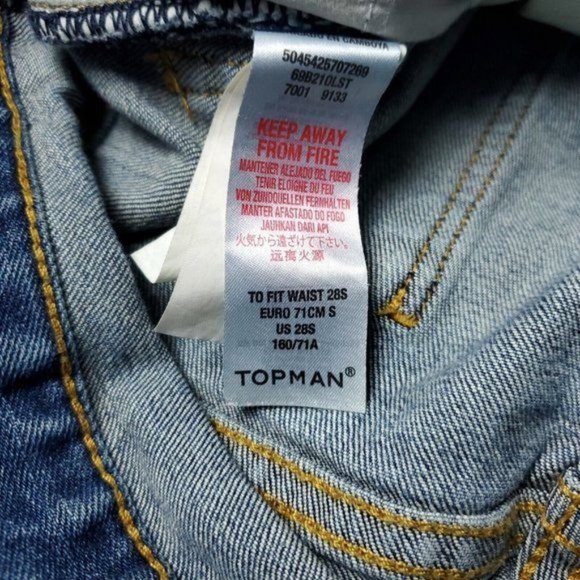 5045425707269
69B210LST
7001 9133
KEEP AWAY
FROM FIRE
MANTENER ALEJADO DEL FUEGO
TENIR ELOIGNE DU FEU
VON ZUNDQUELLEN FERNHALTEN
MANTER AFASTADO DO FOGO
JAUHKAN DARI API
火気から遠ざけて下さい。
远离火源
TO FIT WAIST 28S
EURO 71CM S
US 28S
160/71A
TOPMAN®